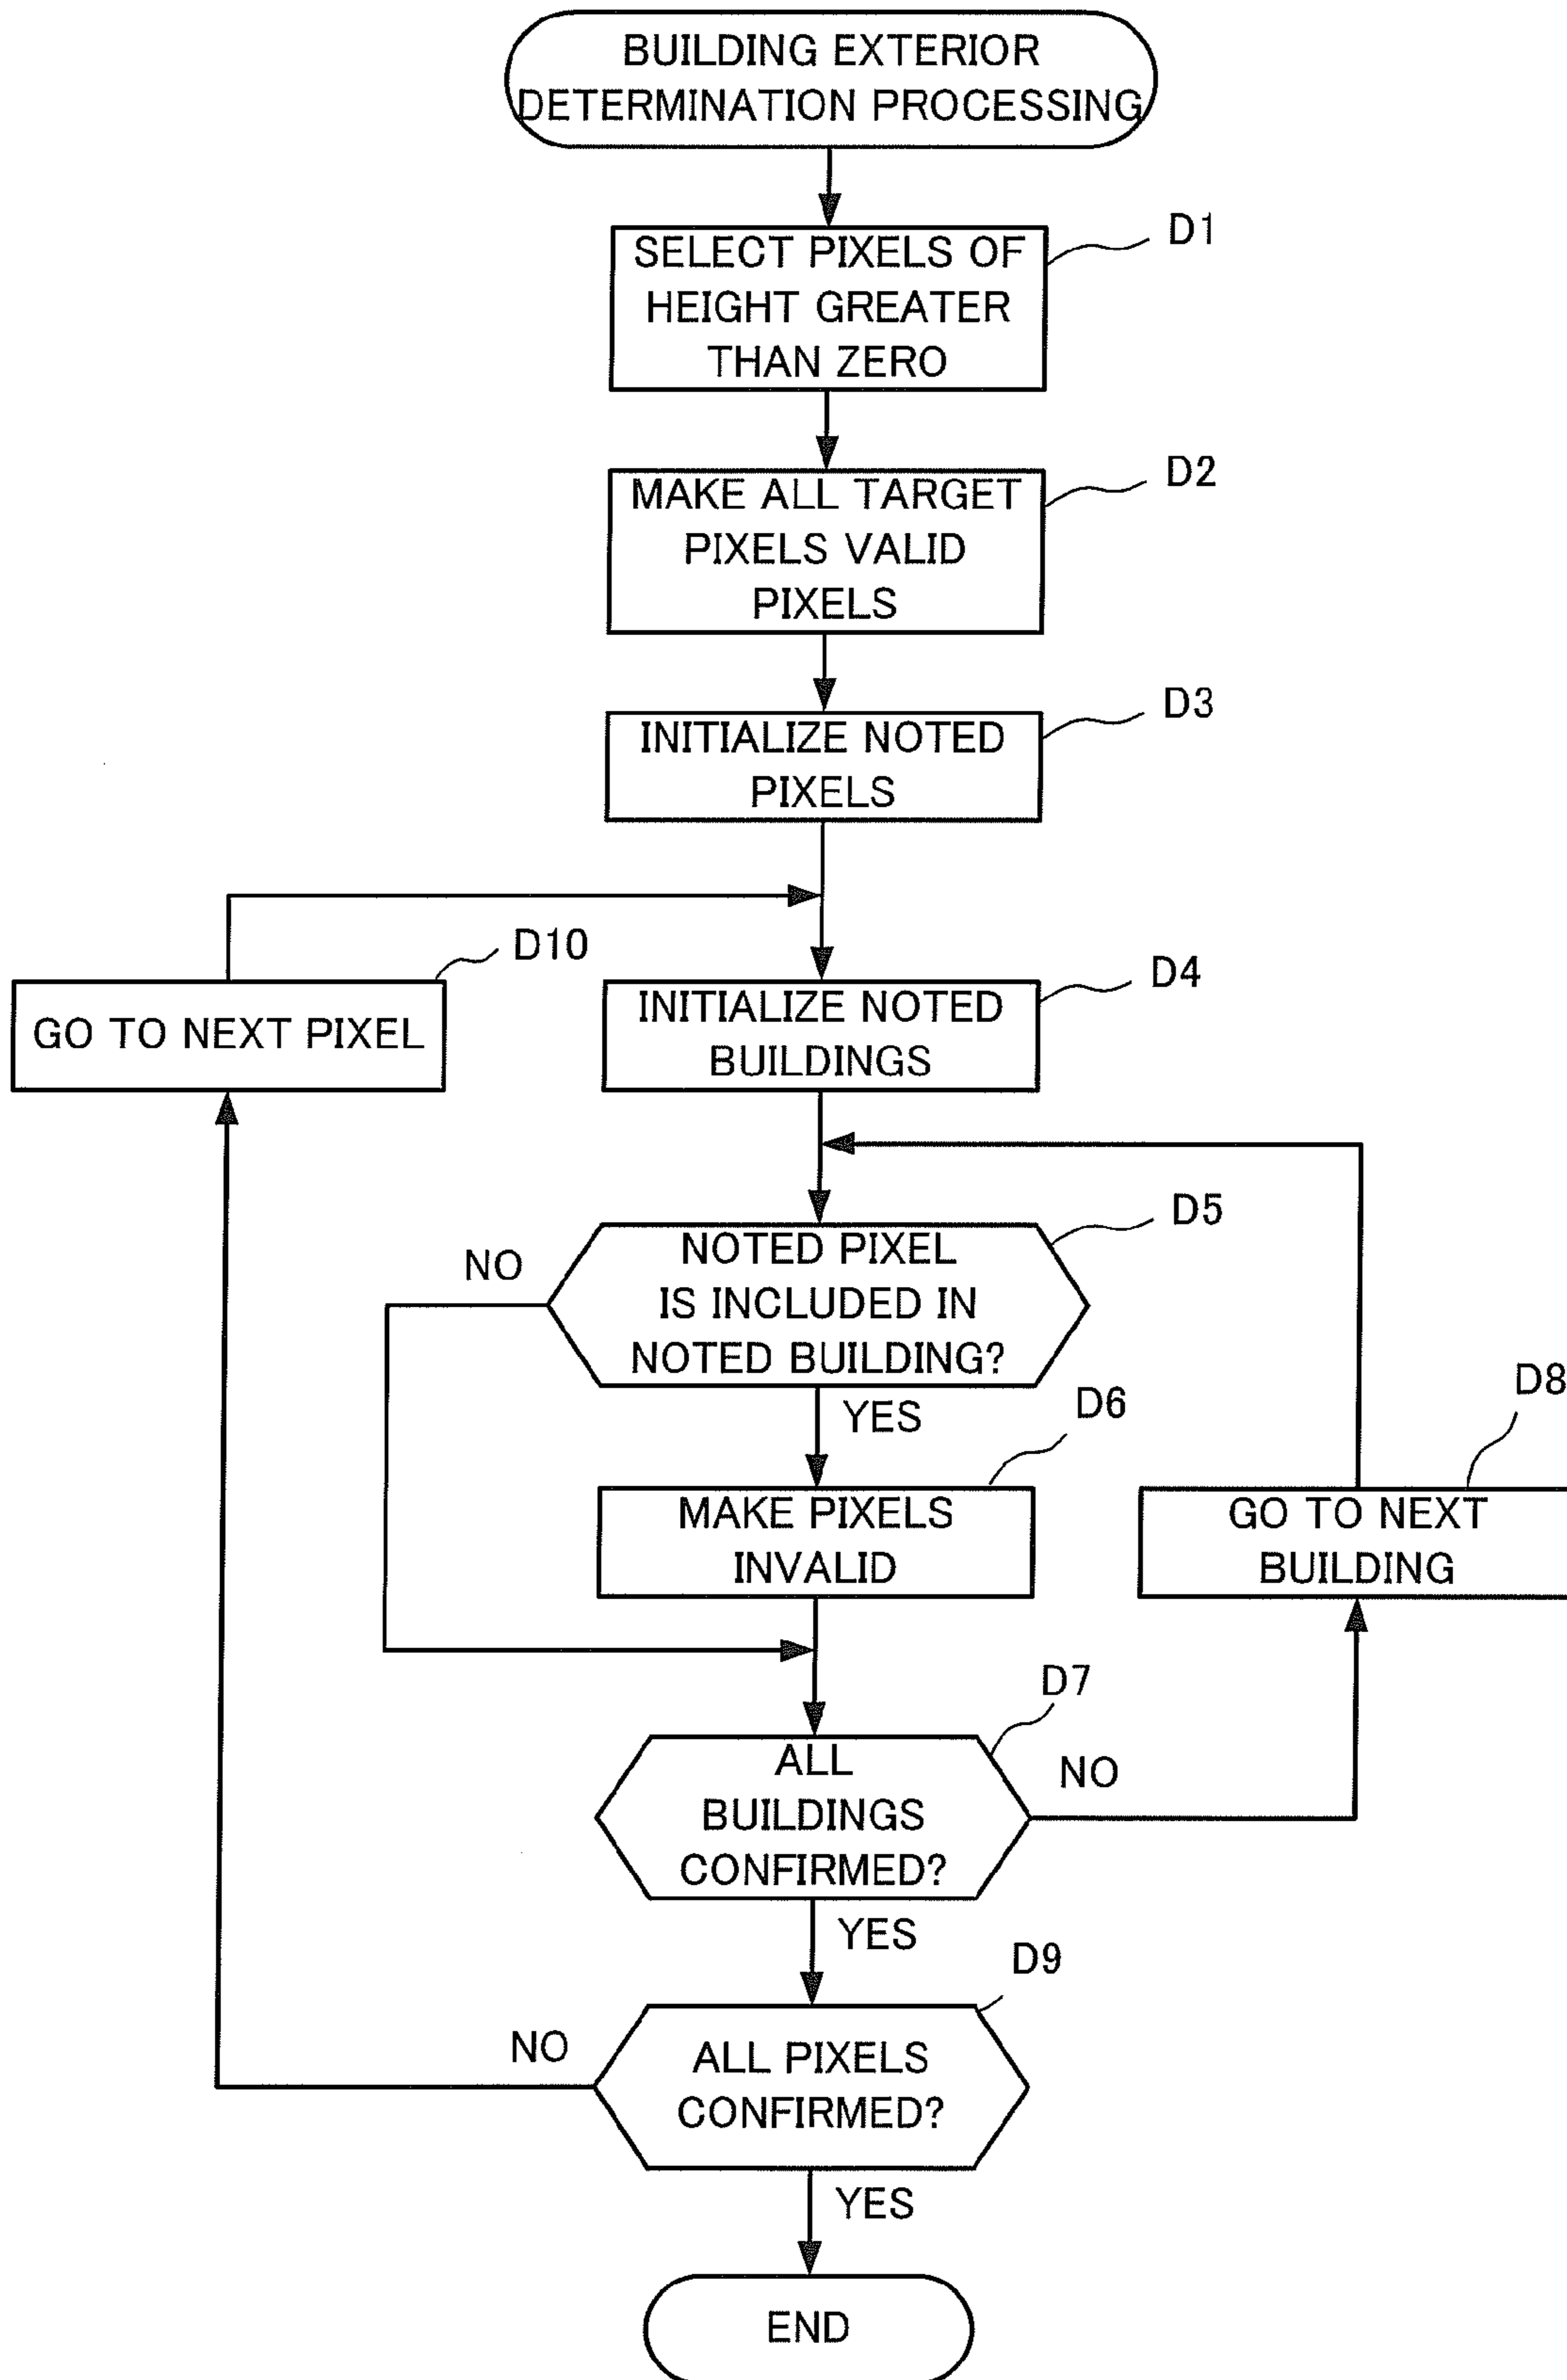 BUILDING EXTERIOR
DETERMINATION PROCESSING
D1
SELECT PIXELS OF
HEIGHT GREATER
THAN ZERO
D2
MAKE ALL TARGET
PIXELS VALID
PIXELS
D3
INITIALIZE NOTED
PIXELS
D10
GO TO NEXT PIXEL
D4
INITIALIZE NOTED
BUILDINGS
D5
NO
NOTED PIXEL
IS INCLUDED IN
NOTED BUILDING?
YES
D6
MAKE PIXELS
INVALID
D8
GO TO NEXT
BUILDING
D7
ALL
BUILDINGS
CONFIRMED?
NO
YES
D9
NO
ALL PIXELS
CONFIRMED?
YES
END